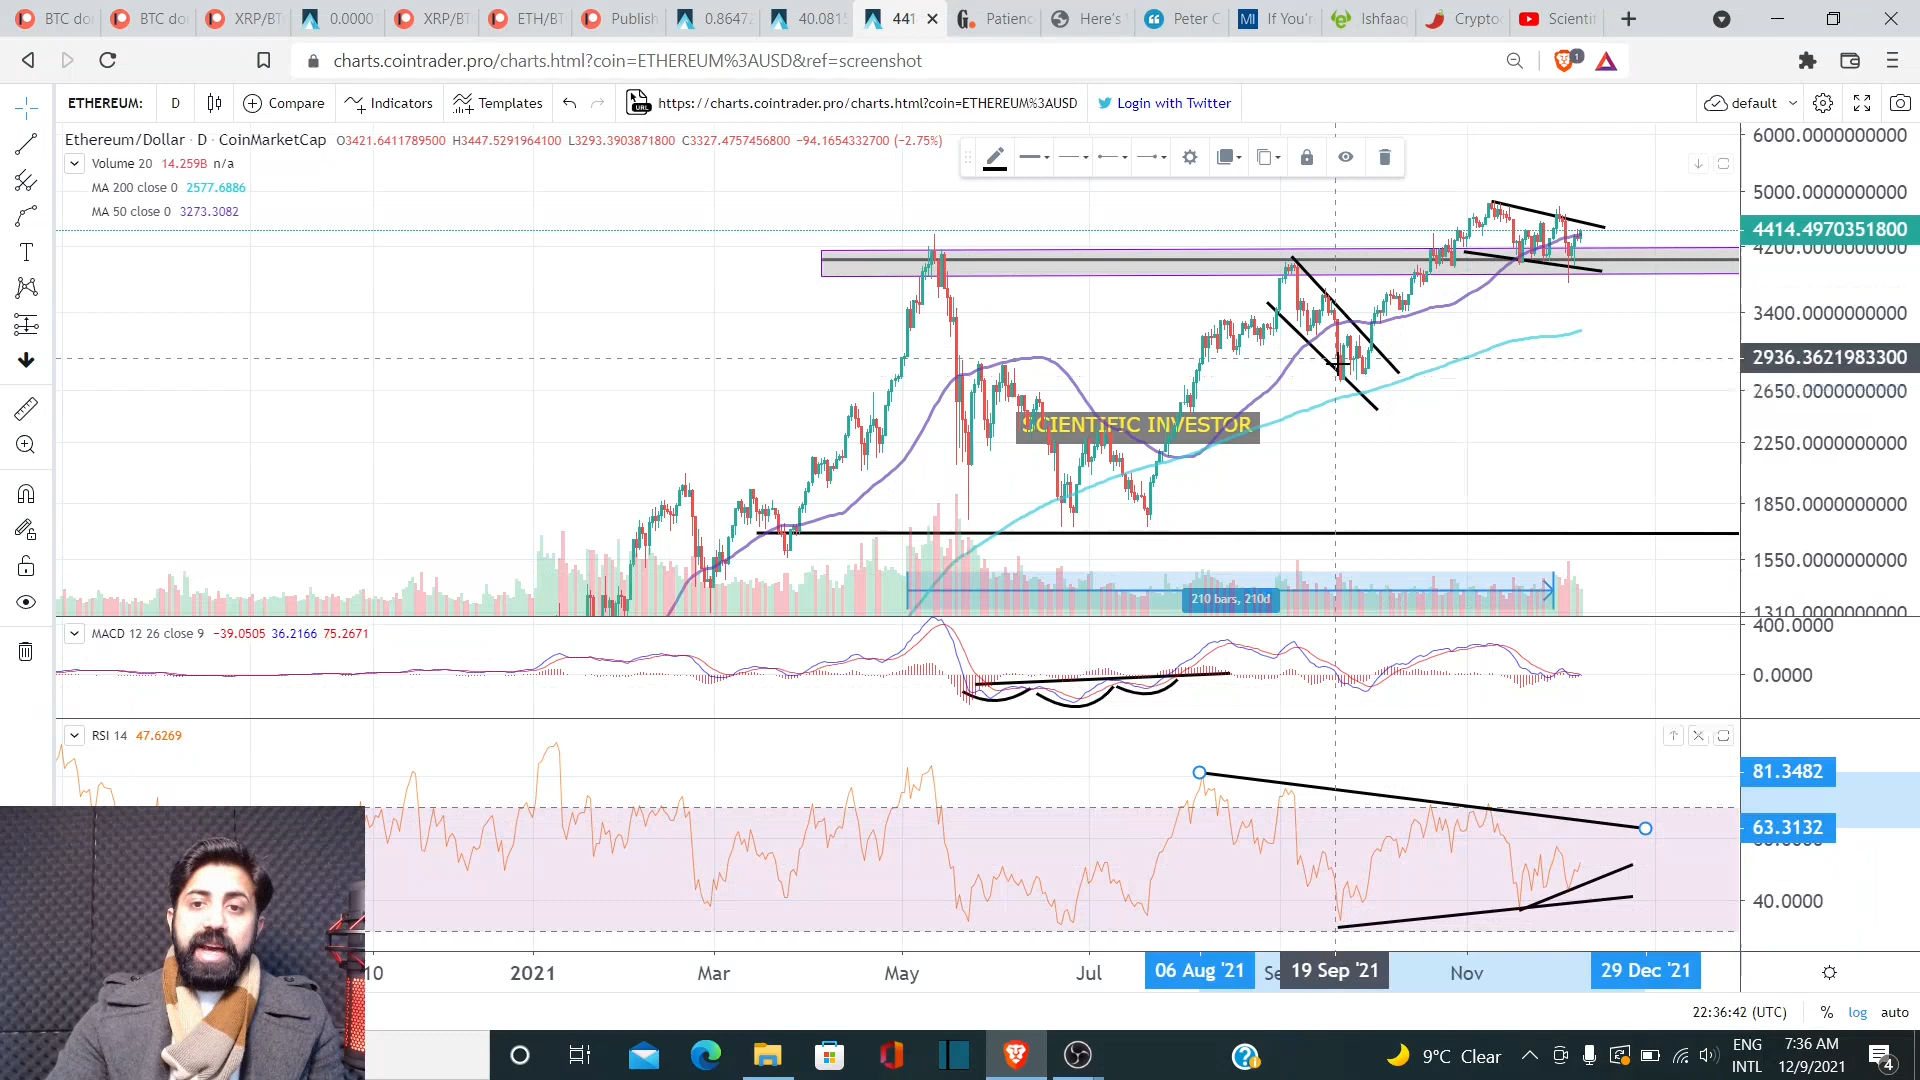 BTC do
BTC do
XRP/BT
0.0000
XRP/BT
ETH/BT
Publish
0.8647
40.081
441
Patienc
Here's
Peter C
If You'r
Ishfaaq
Crypto
Scienti
charts.cointrader.pro/charts.html?coin=ETHEREUM%3AUSD&ref=screenshot
1
ETHEREUM:
D
Compare
Indicators
Templates
URL
https://charts.cointrader.pro/charts.html?coin=ETHEREUM%3AUSD
Login with Twitter
default
Ethereum/Dollar · D · CoinMarketCap O3421.6411789500 H3447.5291964100 L3293.3903871800 C3327.4757456800 −94.1654332700 (−2.75%)
Volume 20 14.259B n/a
MA 200 close 0 2577.6886
MA 50 close 0 3273.3082
6000.0000000000
5000.0000000000
4414.4970351800
4200.0000000000
3400.0000000000
2936.3621983300
2650.0000000000
2250.0000000000
1850.0000000000
1550.0000000000
1310.0000000000
SCIENTIFIC INVESTOR
210 bars, 210d
MACD 12 26 close 9 −39.0505 36.2166 75.2671
400.0000
0.0000
RSI 14 47.6269
81.3482
63.3132
40.0000
10
2021
Mar
May
Jul
06 Aug '21
Se
19 Sep '21
Nov
29 Dec '21
22:36:42 (UTC)
%
log
auto
9°C Clear
ENG
INTL
7:36 AM
12/9/2021
4